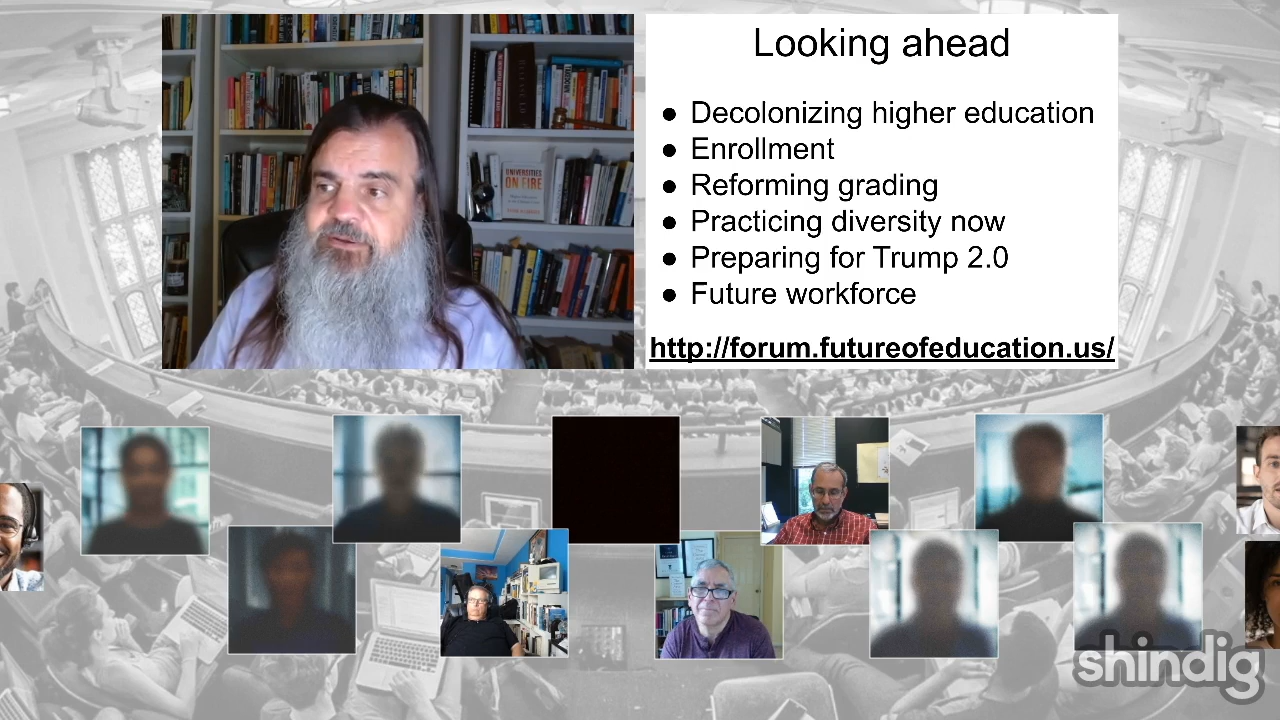 Looking ahead
● Decolonizing higher education
● Enrollment
● Reforming grading
● Practicing diversity now
● Preparing for Trump 2.0
● Future workforce
http://forum.futureofeducation.us/
UNIVERSITIES
ON FIRE
shindig